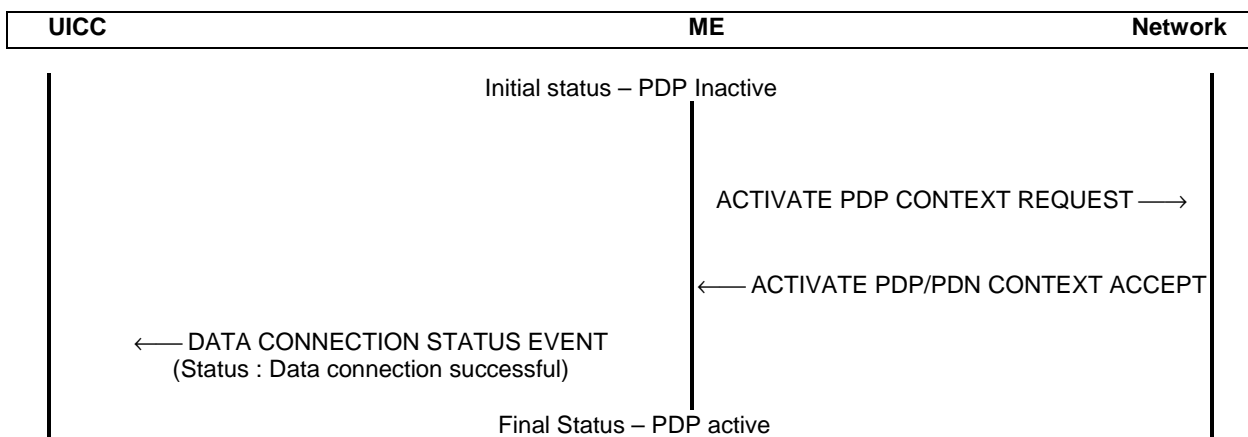 UICC ME Network
Initial status – PDP Inactive
ACTIVATE PDP CONTEXT REQUEST ⟶
⟵ ACTIVATE PDP/PDN CONTEXT ACCEPT
⟵ DATA CONNECTION STATUS EVENT
(Status : Data connection successful)
Final Status – PDP active